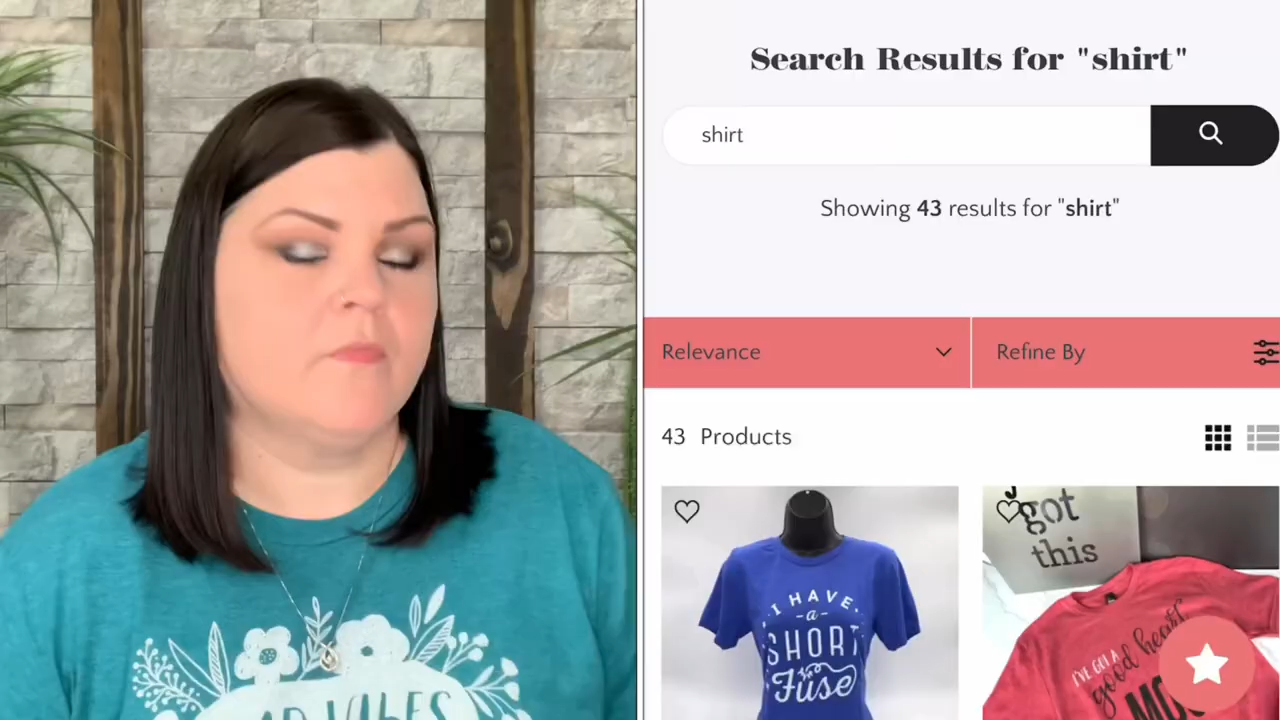 Search Results for "shirt"
shirt
Showing 43 results for "shirt"
Relevance
Refine By
43 Products
I HAVE
-a-
SHORT
Fuse
got
this
I'VE GOT A
good heart
VIBES